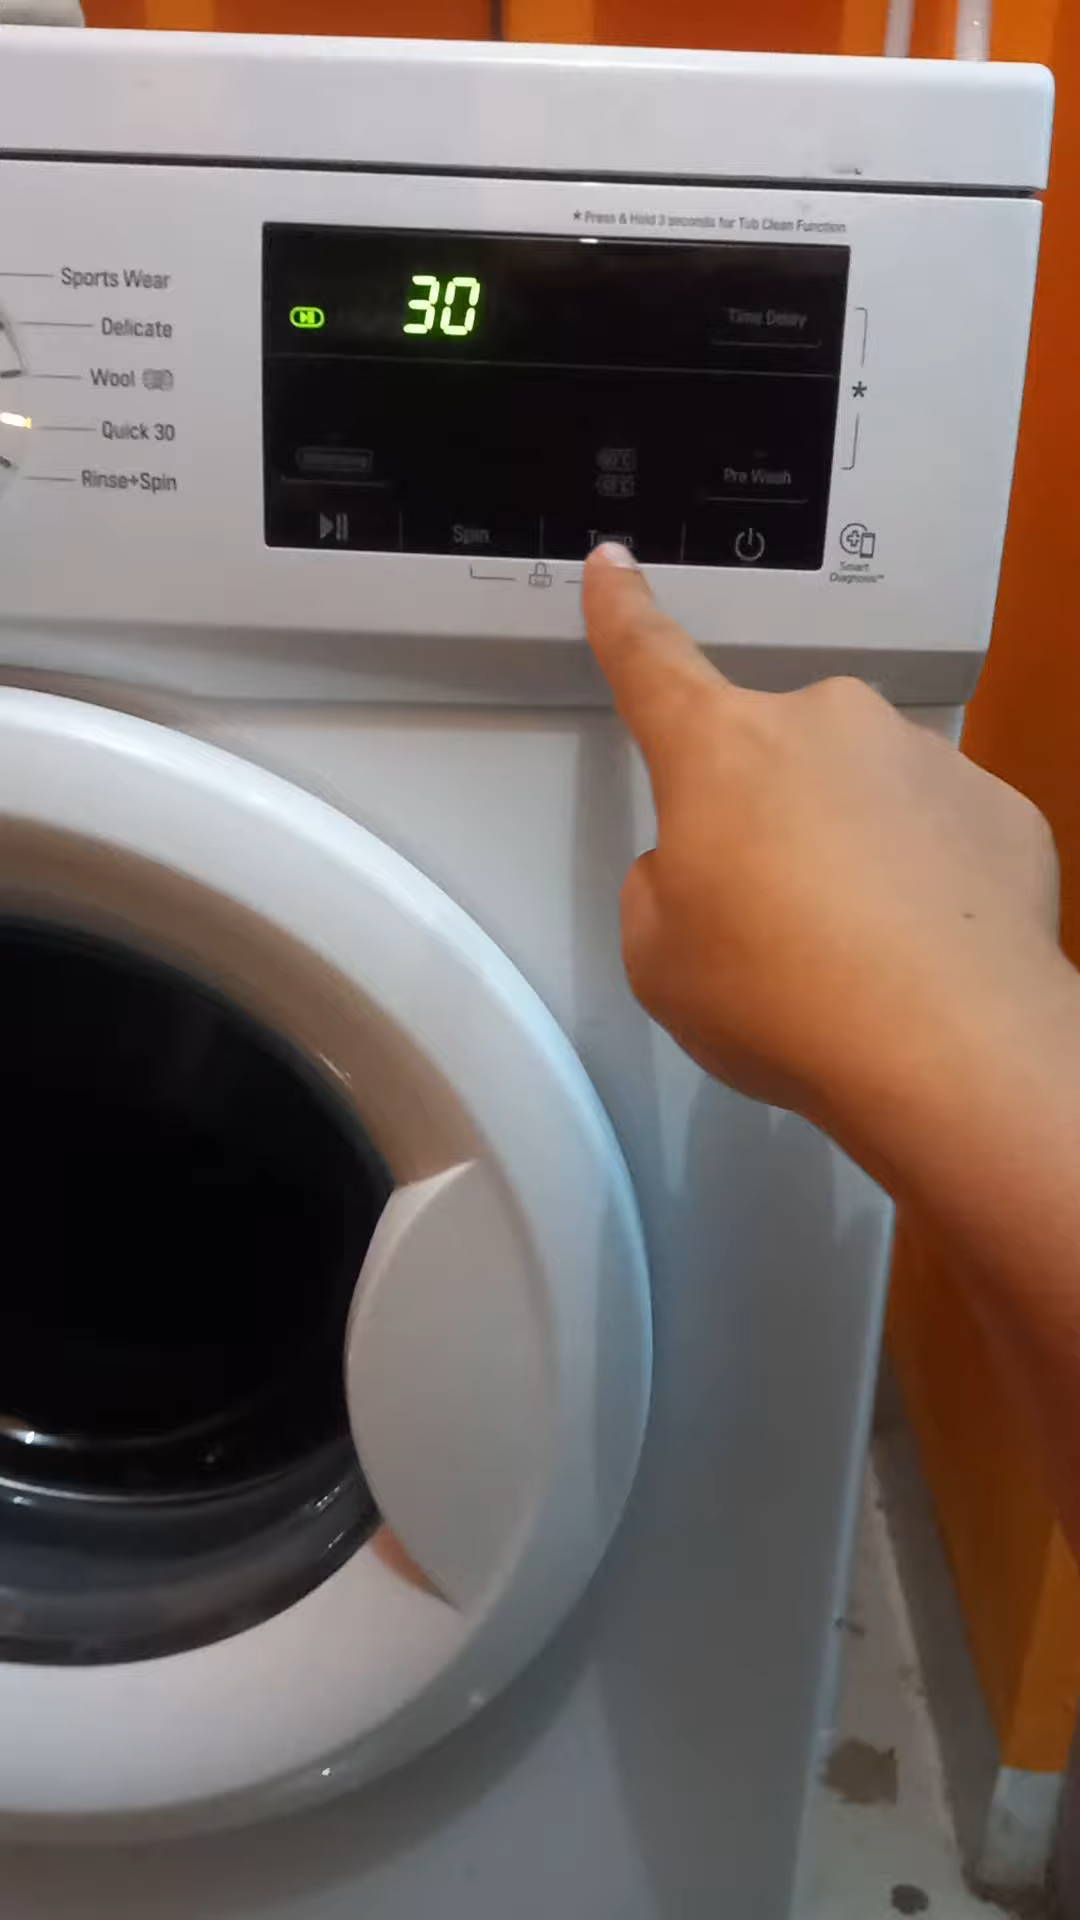 * Press & Hold 3 seconds for Tub Clean Function
Sports Wear
Delicate
Wool
Quick 30
Rinse+Spin
30
Time Delay
*
Pre Wash
Spin
Temp
Smart
Diagnosis™